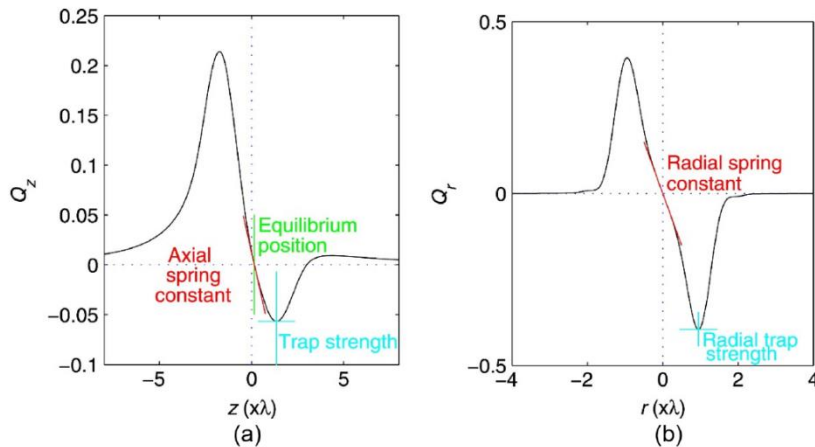 0.25
0.2
0.15
0.1
0.05
0
−0.05
−0.1
Q_z
Equilibrium
position
Axial
spring
constant
Trap strength
−5
0
5
z (xλ)
(a)
0.5
0
−0.5
Q_r
Radial spring
constant
Radial trap
strength
−4
−2
0
2
4
r (xλ)
(b)